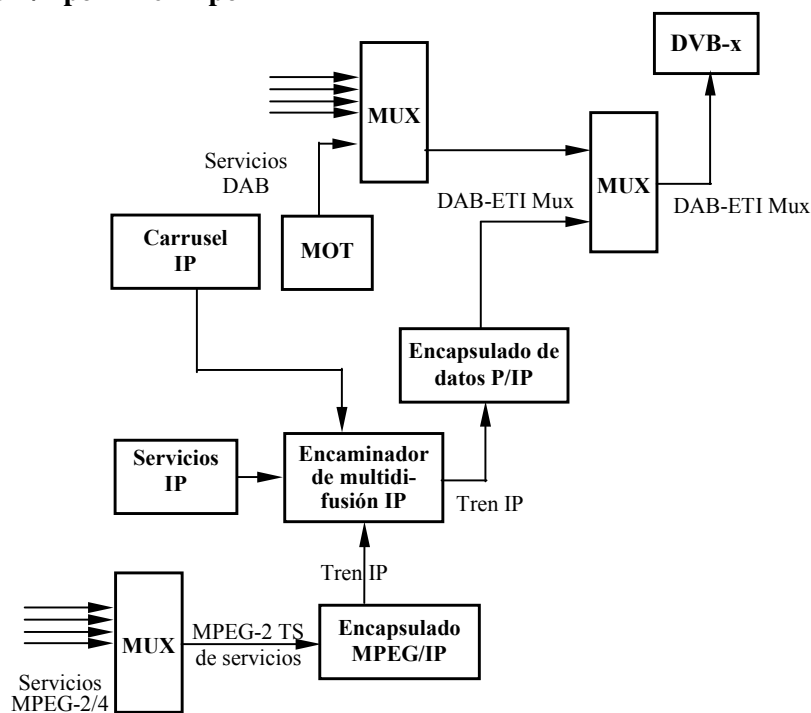 DVB-x
MUX
Servicios
DAB
MUX
DAB-ETI Mux
DAB-ETI Mux
Carrusel
IP
MOT
Encapsulado de
datos P/IP
Servicios
IP
Encaminador
de multidi-
fusión IP
Tren IP
Tren IP
MUX
MPEG-2 TS
de servicios
Encapsulado
MPEG/IP
Servicios
MPEG-2/4